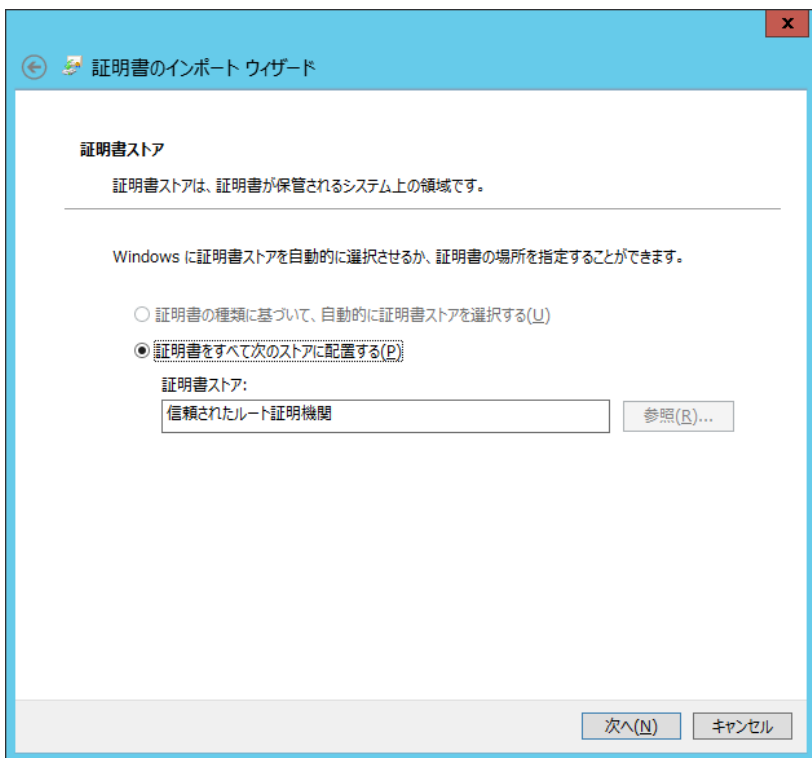 x
証明書のインポート ウィザード
証明書ストア
証明書ストアは、証明書が保管されるシステム上の領域です。
Windows に証明書ストアを自動的に選択させるか、証明書の場所を指定することができます。
証明書の種類に基づいて、自動的に証明書ストアを選択する(U)
証明書をすべて次のストアに配置する(P)
証明書ストア:
信頼されたルート証明機関
参照(R)...
次へ(N)
キャンセル